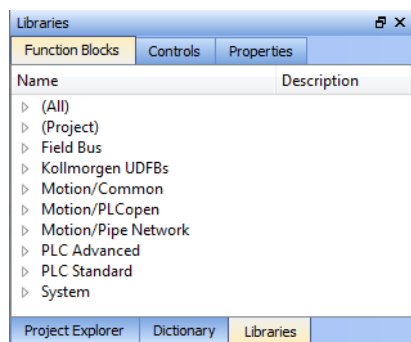 Libraries
Function Blocks Controls Properties
Name Description
(All)
(Project)
Field Bus
Kollmorgen UDFBs
Motion/Common
Motion/PLCopen
Motion/Pipe Network
PLC Advanced
PLC Standard
System
Project Explorer Dictionary Libraries